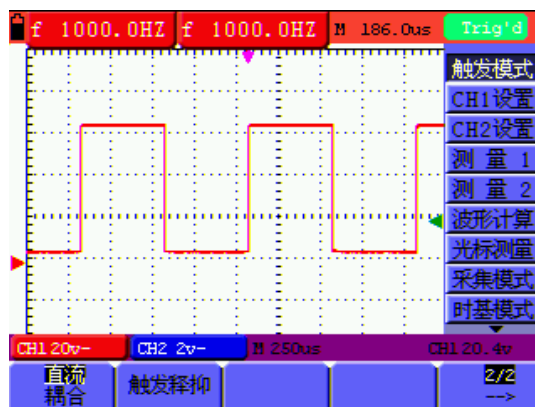 f 1000.0HZ f 1000.0HZ M 186.0us Trig'd
触发模式
CH1设置
CH2设置
测 量 1
测 量 2
波形计算
光标测量
采集模式
时基模式
CH1 20v- CH2 2v- M 250us CH1 20.4v
直流
耦合
触发释抑
2/2
-->